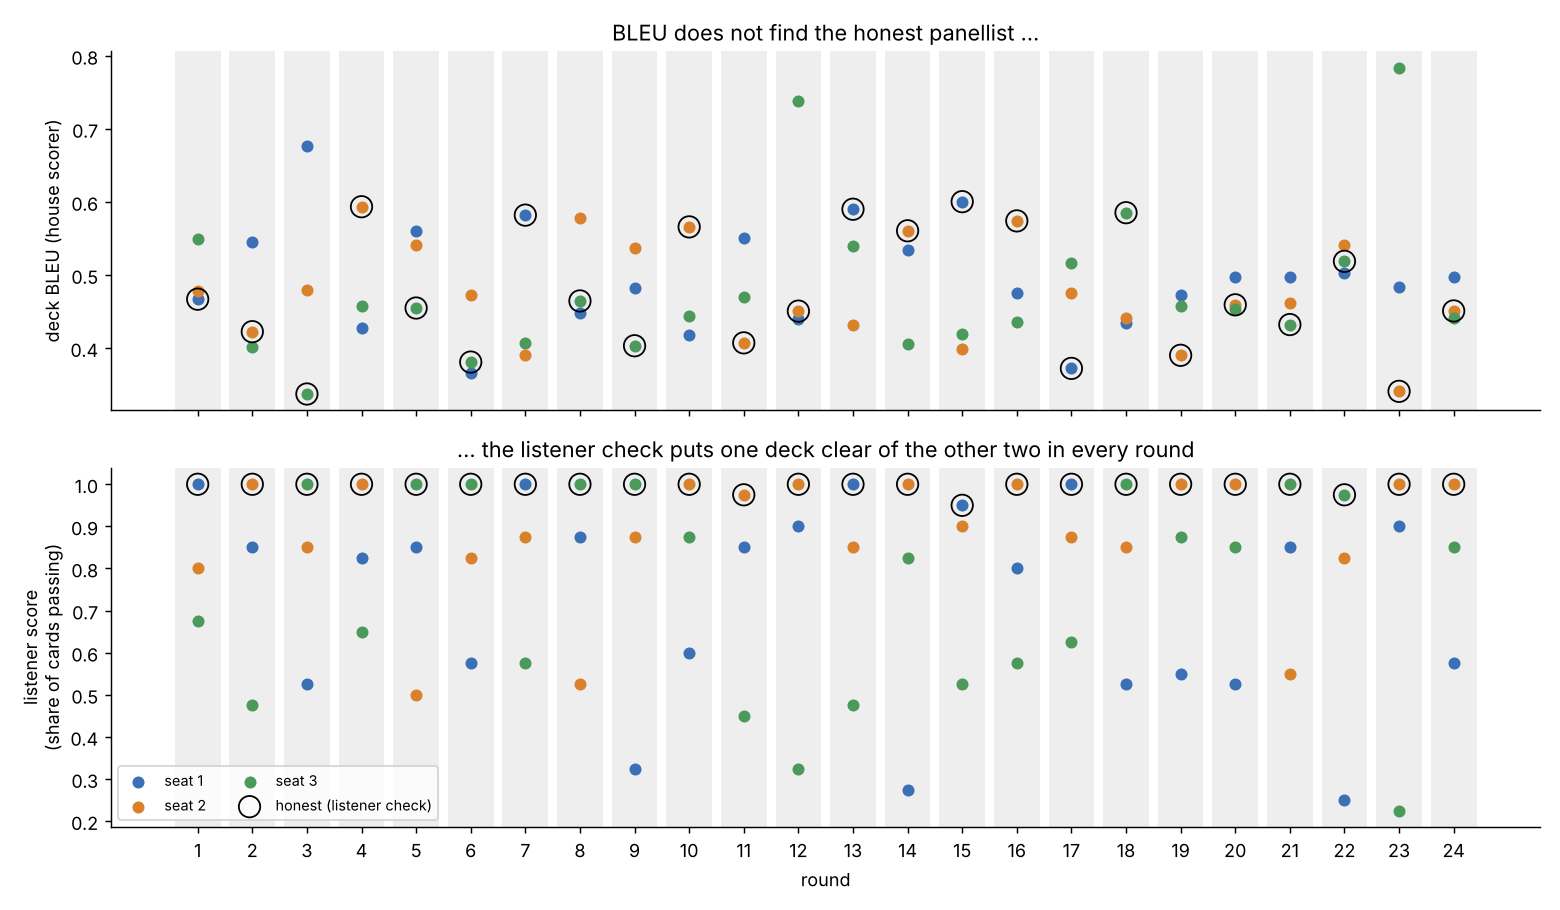 BLEU does not find the honest panellist ...
deck BLEU (house scorer)
0.8
0.7
0.6
0.5
0.4
... the listener check puts one deck clear of the other two in every round
listener score
(share of cards passing)
1.0
0.9
0.8
0.7
0.6
0.5
0.4
0.3
0.2
seat 1
seat 2
seat 3
honest (listener check)
1 2 3 4 5 6 7 8 9 10 11 12 13 14 15 16 17 18 19 20 21 22 23 24
round